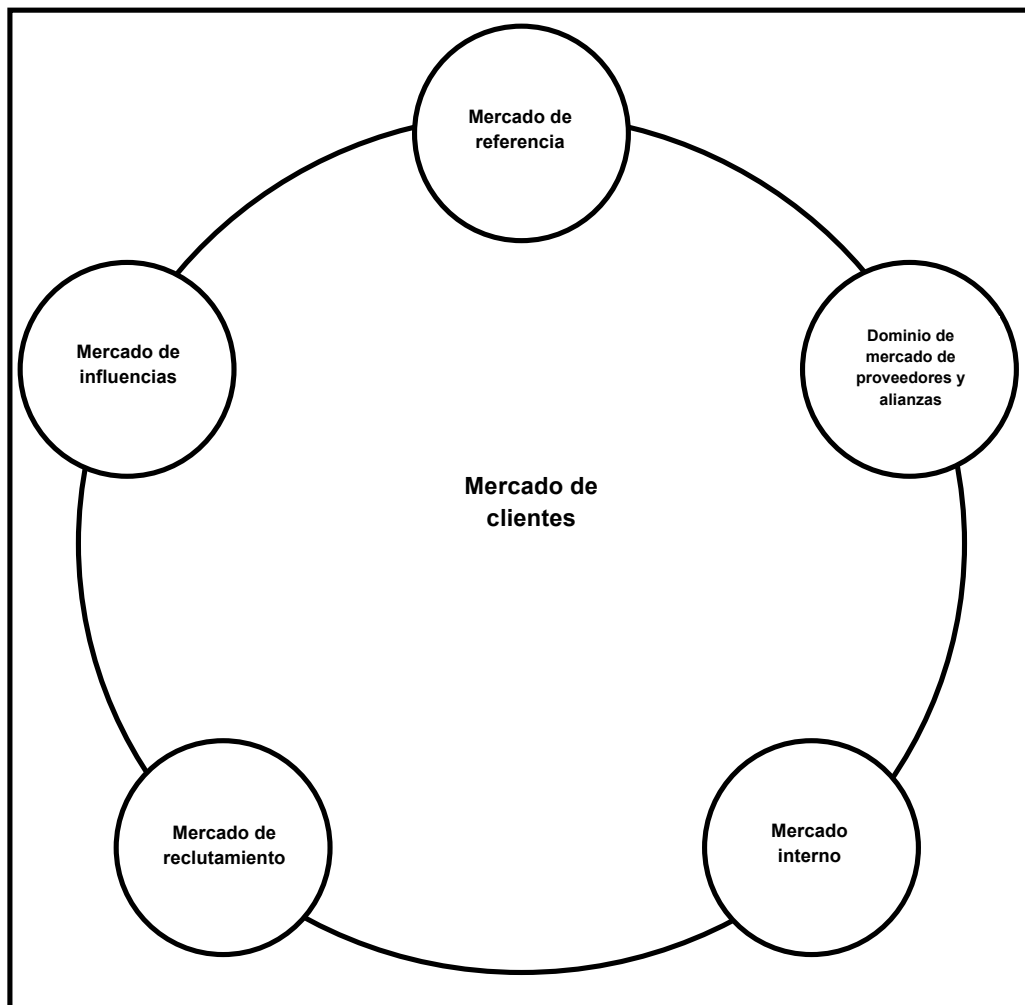 Mercado de
referencia
Mercado de
influencias
Dominio de
mercado de
proveedores y
alianzas
Mercado de
clientes
Mercado de
reclutamiento
Mercado
interno